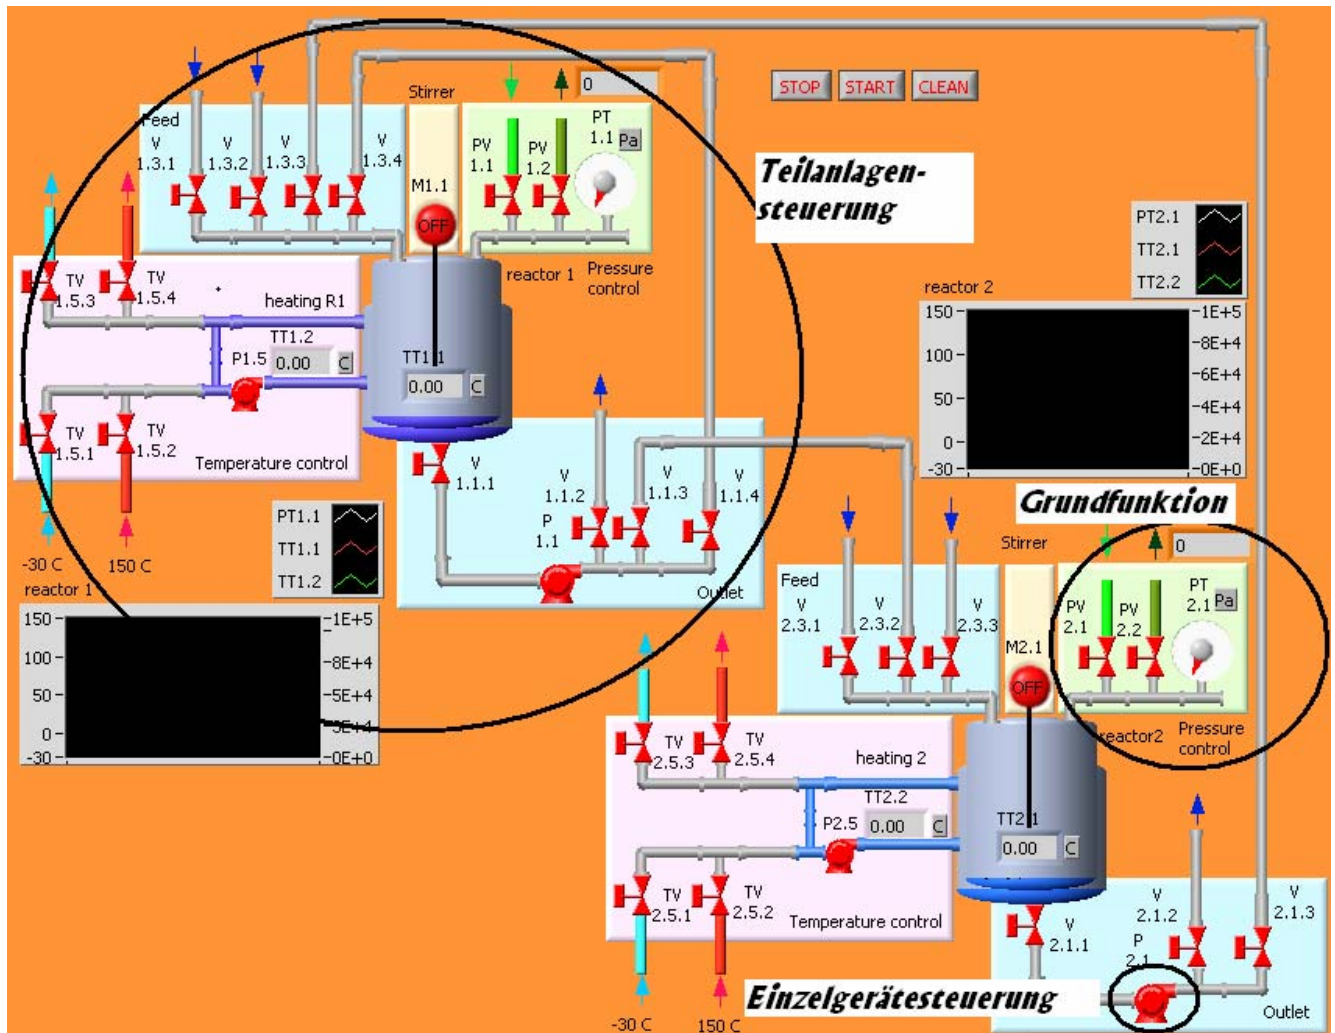 STOP START CLEAN
0
Stirrer
Feed
V
1.3.1
V
1.3.2
V
1.3.3
V
1.3.4
M1.1
OFF
PV
1.1
PV
1.2
PT
1.1
Pa
reactor 1
Pressure
control
Teilanlagen-
steuerung
TV
1.5.3
TV
1.5.4
heating R1
TT1.2
P1.5
0.00 C
TT1.1
0.00 C
TV
1.5.1
TV
1.5.2
Temperature control
-30 C
150 C
V
1.1.1
V
1.1.2
P
1.1
V
1.1.3
V
1.1.4
Outlet
PT1.1
TT1.1
TT1.2
reactor 1
150
100
50
0
-30
1E+5
8E+4
5E+4
0E+0
PT2.1
TT2.1
TT2.2
reactor 2
150
100
50
0
-30
1E+5
8E+4
6E+4
4E+4
2E+4
0E+0
Grundfunktion
0
Stirrer
Feed
V
2.3.1
V
2.3.2
V
2.3.3
M2.1
OFF
PV
2.1
PV
2.2
PT
2.1
Pa
reactor2
Pressure
control
TV
2.5.3
TV
2.5.4
heating 2
TT2.2
P2.5
0.00 C
TT2.1
0.00 C
TV
2.5.1
TV
2.5.2
Temperature control
-30 C
150 C
V
2.1.1
V
2.1.2
P
2.1
V
2.1.3
Outlet
Einzelgerätesteuerung